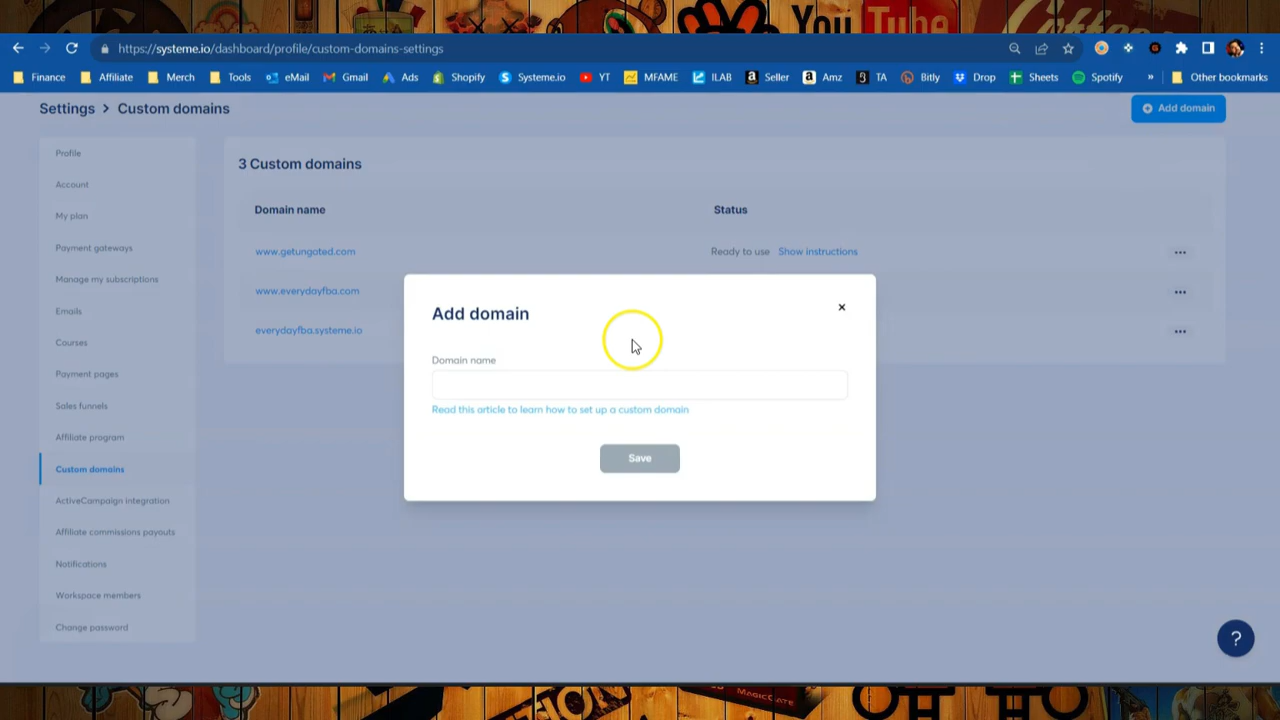 You Tube
https://systeme.io/dashboard/profile/custom-domains-settings
Finance Affiliate Merch Tools eMail Gmail Ads Shopify Systeme.io YT MFAME ILAB Seller Amz TA Bitly Drop Sheets Spotify » Other bookmarks
Settings > Custom domains
Add domain
Profile
Account
My plan
Payment gateways
Manage my subscriptions
Emails
Courses
Payment pages
Sales funnels
Affiliate program
Custom domains
ActiveCampaign integration
Affiliate commissions payouts
Notifications
Workspace members
Change password
3 Custom domains
Domain name Status
www.getungated.com Ready to use Show instructions
www.everydayfba.com
everydayfba.systeme.io
Add domain
Domain name
Read this article to learn how to set up a custom domain
Save
?